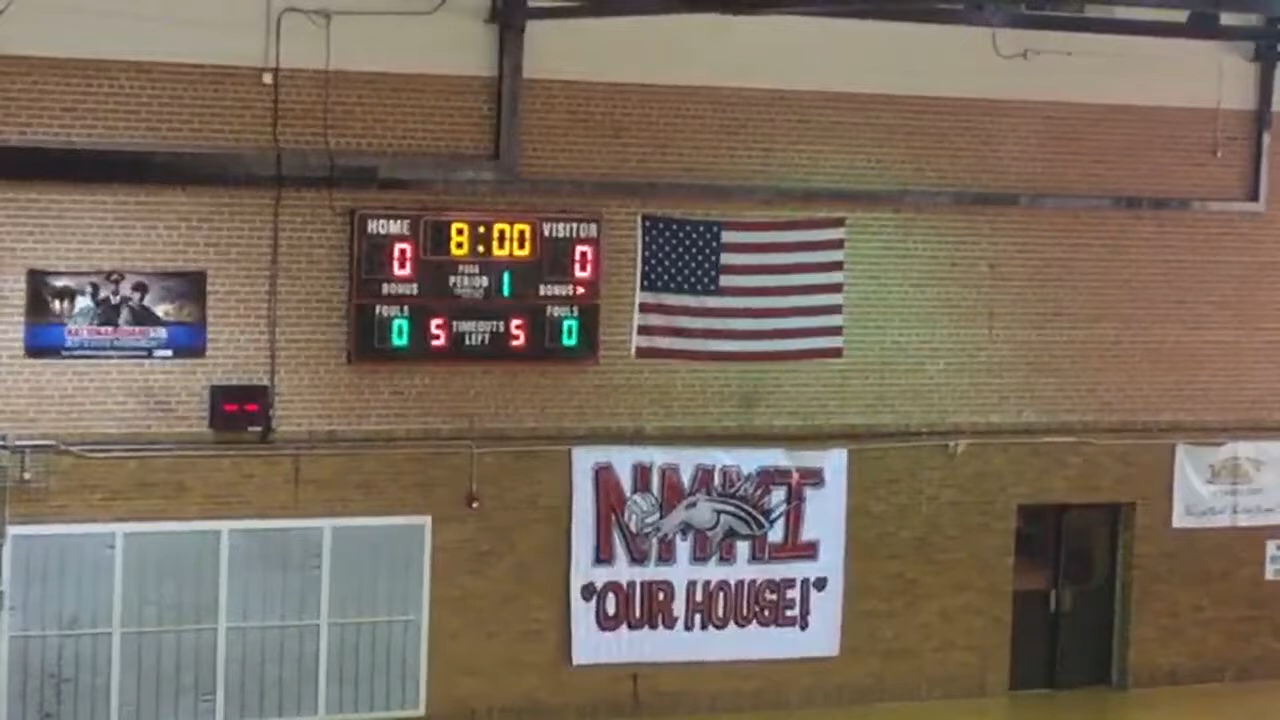 HOME 8:00 VISITOR
0 0
POSS
PERIOD 1
BONUS BONUS
FOULS FOULS
0 5 TIMEOUTS LEFT 5 0
NMMI
"OUR HOUSE!"